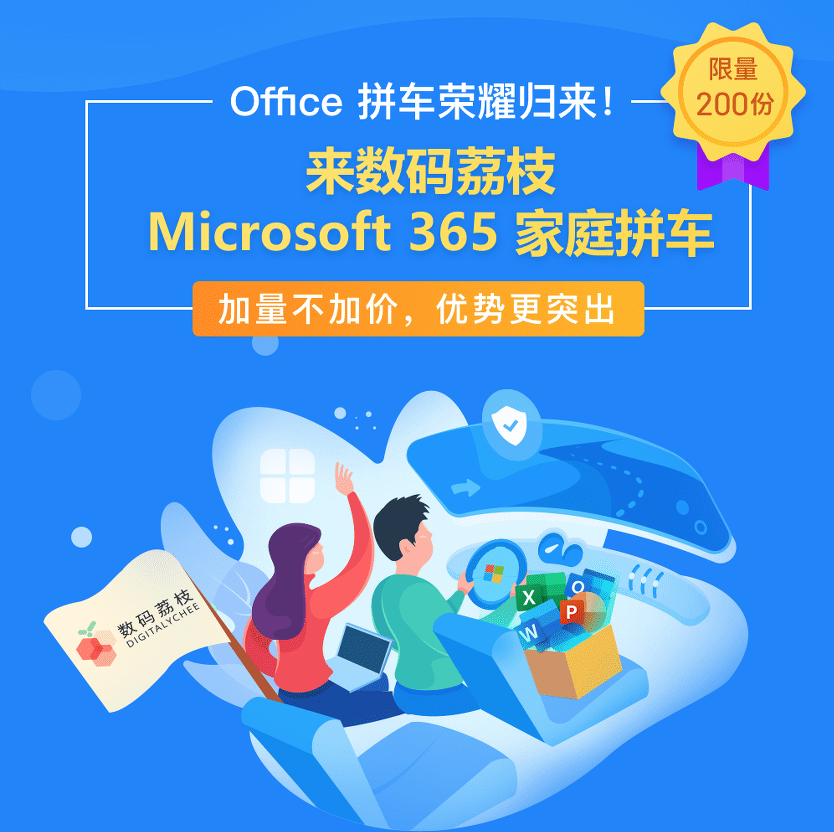 Office 拼车荣耀归来！
限量
200份
来数码荔枝
Microsoft 365 家庭拼车
加量不加价，优势更突出
数码荔枝
DIGITALYCHEE
X
O
W
P